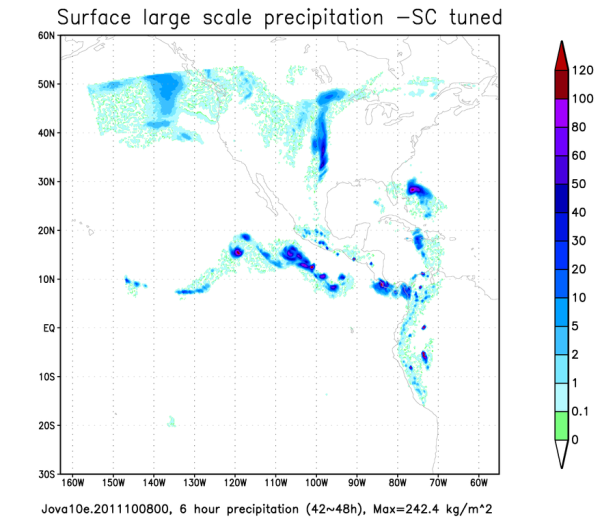 Surface large scale precipitation −SC tuned
60N
50N
40N
30N
20N
10N
EQ
10S
20S
30S
160W 150W 140W 130W 120W 110W 100W 90W 80W 70W 60W
120
100
80
60
50
40
30
20
10
5
2
1
0.1
0
Jova10e.2011100800, 6 hour precipitation (42~48h), Max=242.4 kg/m^2